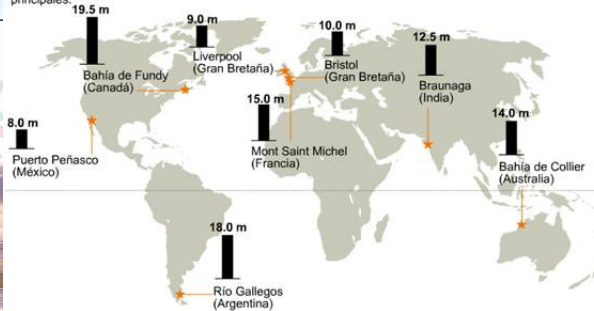 principales:
19.5 m
Bahía de Fundy
(Canadá)
9.0 m
Liverpool
(Gran Bretaña)
10.0 m
Bristol
(Gran Bretaña)
12.5 m
Braunaga
(India)
8.0 m
Puerto Peñasco
(México)
15.0 m
Mont Saint Michel
(Francia)
14.0 m
Bahía de Collier
(Australia)
18.0 m
Río Gallegos
(Argentina)